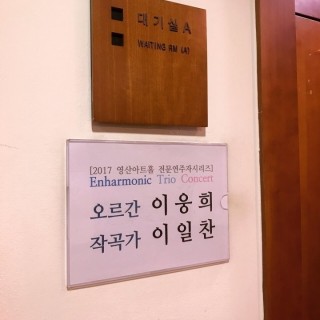 대기실 A
WAITING RM (A)
[2017 영산아트홀 전문연주자시리즈]
Enharmonic Trio Concert
오르간 이웅희
작곡가 이일찬